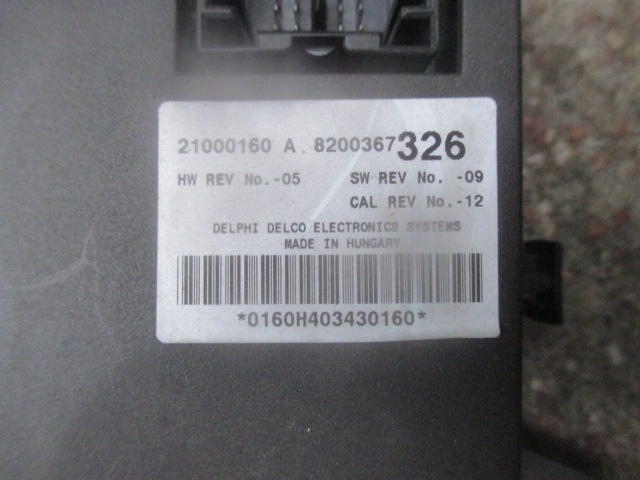 21000160 A. 8200367326
HW REV No.-05 SW REV No. -09
CAL REV No.-12
DELPHI DELCO ELECTRONICS SYSTEMS
MADE IN HUNGARY
*0160H403430160*